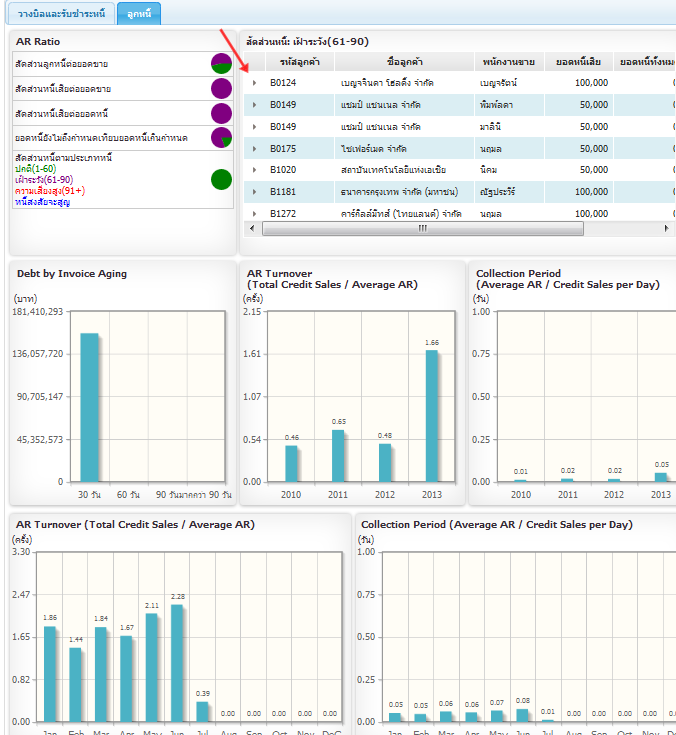 วางบิลและรับชำระหนี้ ลูกหนี้
AR Ratio
สัดส่วนลูกหนี้ต่อยอดขาย
สัดส่วนหนี้เสียต่อยอดขาย
สัดส่วนหนี้เสียต่อยอดหนี้
ยอดหนี้ยังไม่ถึงกำหนดเทียบยอดหนี้เกินกำหนด
สัดส่วนหนี้ตามประเภทหนี้
ปกติ(1-60)
เฝ้าระวัง(61-90)
ความเสี่ยงสูง(91+)
หนี้สงสัยจะสูญ
สัดส่วนหนี้: เฝ้าระวัง(61-90)
รหัสลูกค้า ชื่อลูกค้า พนักงานขาย ยอดหนี้เสีย ยอดหนี้ทั้งหมด
B0124 เบญจจินดา โฮลดิ้ง จำกัด เบญจรัตน์ 100,000
B0149 แชมป์ แชนเนล จำกัด พิมพ์ลดา 50,000
B0149 แชมป์ แชนเนล จำกัด มาลินี 50,000
B0175 ไซเฟอร์เมด จำกัด นฤมล 50,000
B1020 สถาบันเทคโนโลยีแห่งเอเชีย นิคม 50,000
B1181 ธนาคารกรุงเทพ จำกัด (มหาชน) ณัฐประวีร์ 100,000
B1272 คาร์กิลล์มีทส์ (ไทยแลนด์) จำกัด นฤมล 100,000
Debt by Invoice Aging
(บาท)
181,410,293
136,057,720
90,705,147
45,352,573
0
30 วัน 60 วัน 90 วัน มากกว่า 90 วัน
AR Turnover
(Total Credit Sales / Average AR)
(ครั้ง)
2.15
1.61
1.07
0.54
0.00
0.46 0.65 0.48 1.66
2010 2011 2012 2013
Collection Period
(Average AR / Credit Sales per Day)
(วัน)
1.00
0.75
0.50
0.25
0.00
0.01 0.02 0.02 0.05
2010 2011 2012 2013
AR Turnover (Total Credit Sales / Average AR)
(ครั้ง)
3.30
2.47
1.65
0.82
0.00
1.86 1.44 1.84 1.67 2.11 2.28 0.39 0.00 0.00 0.00 0.00 0.00
Jan Feb Mar Apr May Jun Jul Aug Sep Oct Nov Dec
Collection Period (Average AR / Credit Sales per Day)
(วัน)
1.00
0.75
0.50
0.25
0.00
0.05 0.05 0.06 0.06 0.07 0.08 0.01 0.00 0.00 0.00 0.00 0.0
Jan Feb Mar Apr May Jun Jul Aug Sep Oct Nov